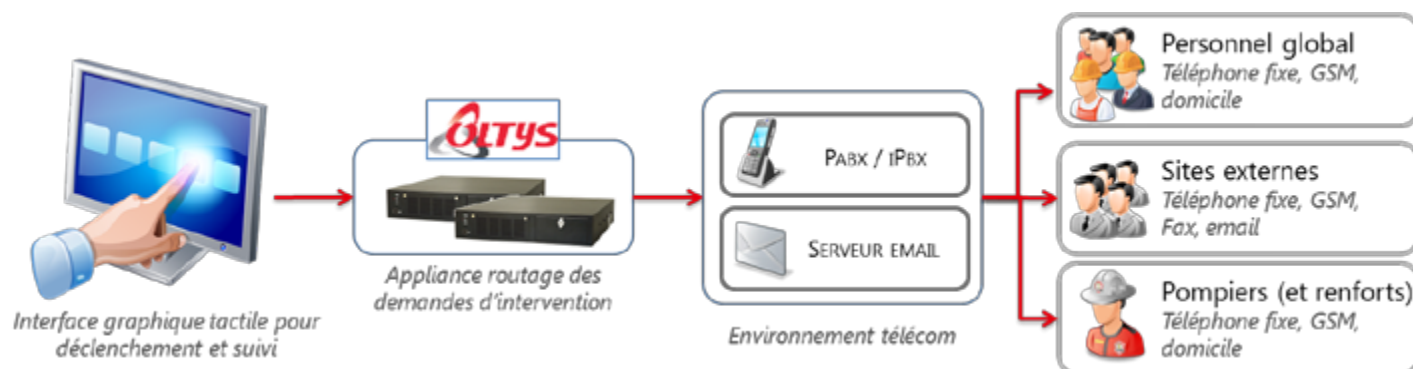 Interface graphique tactile pour
déclenchement et suivi
OLTYS
Appliance routage des
demandes d'intervention
PABX / IPBX
SERVEUR EMAIL
Environnement télécom
Personnel global
Téléphone fixe, GSM,
domicile
Sites externes
Téléphone fixe, GSM,
Fax, email
Pompiers (et renforts)
Téléphone fixe, GSM,
domicile